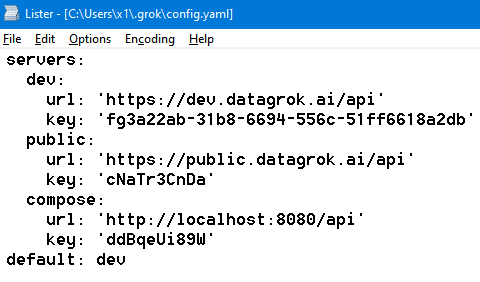 Lister - [C:\Users\x1\.grok\config.yaml]
File Edit Options Encoding Help
servers:
  dev:
    url: 'https://dev.datagrok.ai/api'
    key: 'fg3a22ab-31b8-6694-556c-51ff6618a2db'
  public:
    url: 'https://public.datagrok.ai/api'
    key: 'cNaTr3CnDa'
  compose:
    url: 'http://localhost:8080/api'
    key: 'ddBqeUi89W'
default: dev